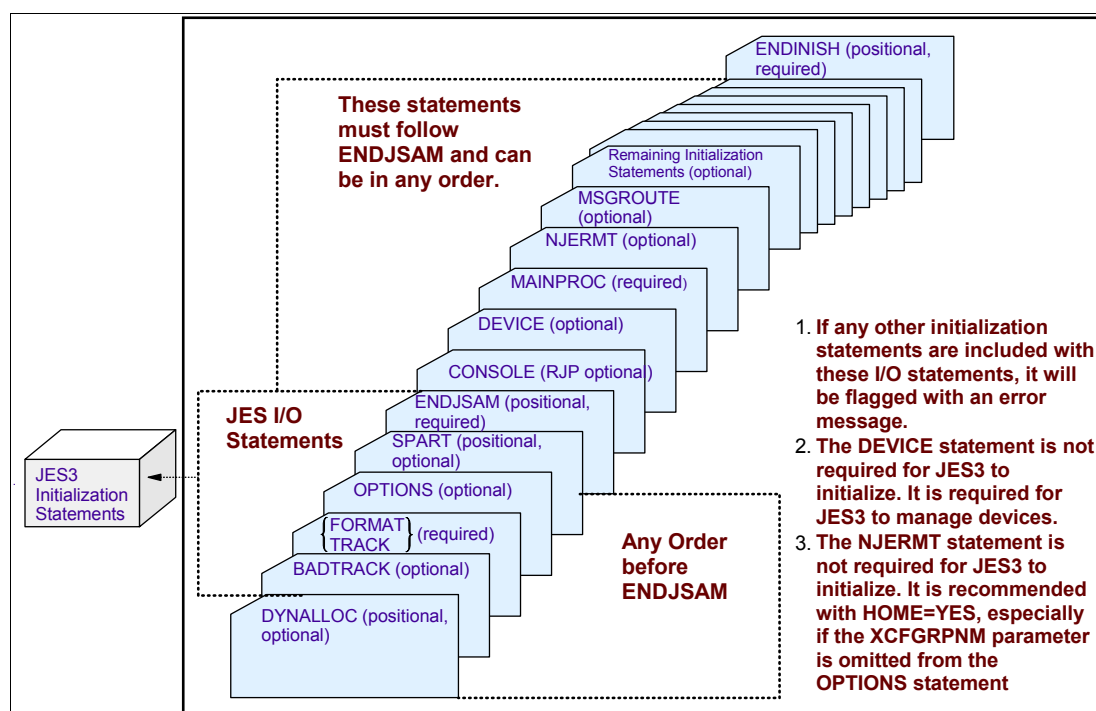 ENDINISH (positional,
required)
These statements
must follow
ENDJSAM and can
be in any order.
Remaining Initialization
Statements (optional)
MSGROUTE
(optional)
NJERMT (optional)
MAINPROC (required)
DEVICE (optional)
CONSOLE (RJP optional)
ENDJSAM (positional,
required)
JES I/O
Statements
SPART (positional,
optional)
OPTIONS (optional)
{FORMAT
TRACK} (required)
BADTRACK (optional)
DYNALLOC (positional,
optional)
JES3
Initialization
Statements
Any Order
before
ENDJSAM
1. If any other initialization
statements are included with
these I/O statements, it will
be flagged with an error
message.
2. The DEVICE statement is not
required for JES3 to
initialize. It is required for
JES3 to manage devices.
3. The NJERMT statement is
not required for JES3 to
initialize. It is recommended
with HOME=YES, especially
if the XCFGRPNM parameter
is omitted from the
OPTIONS statement